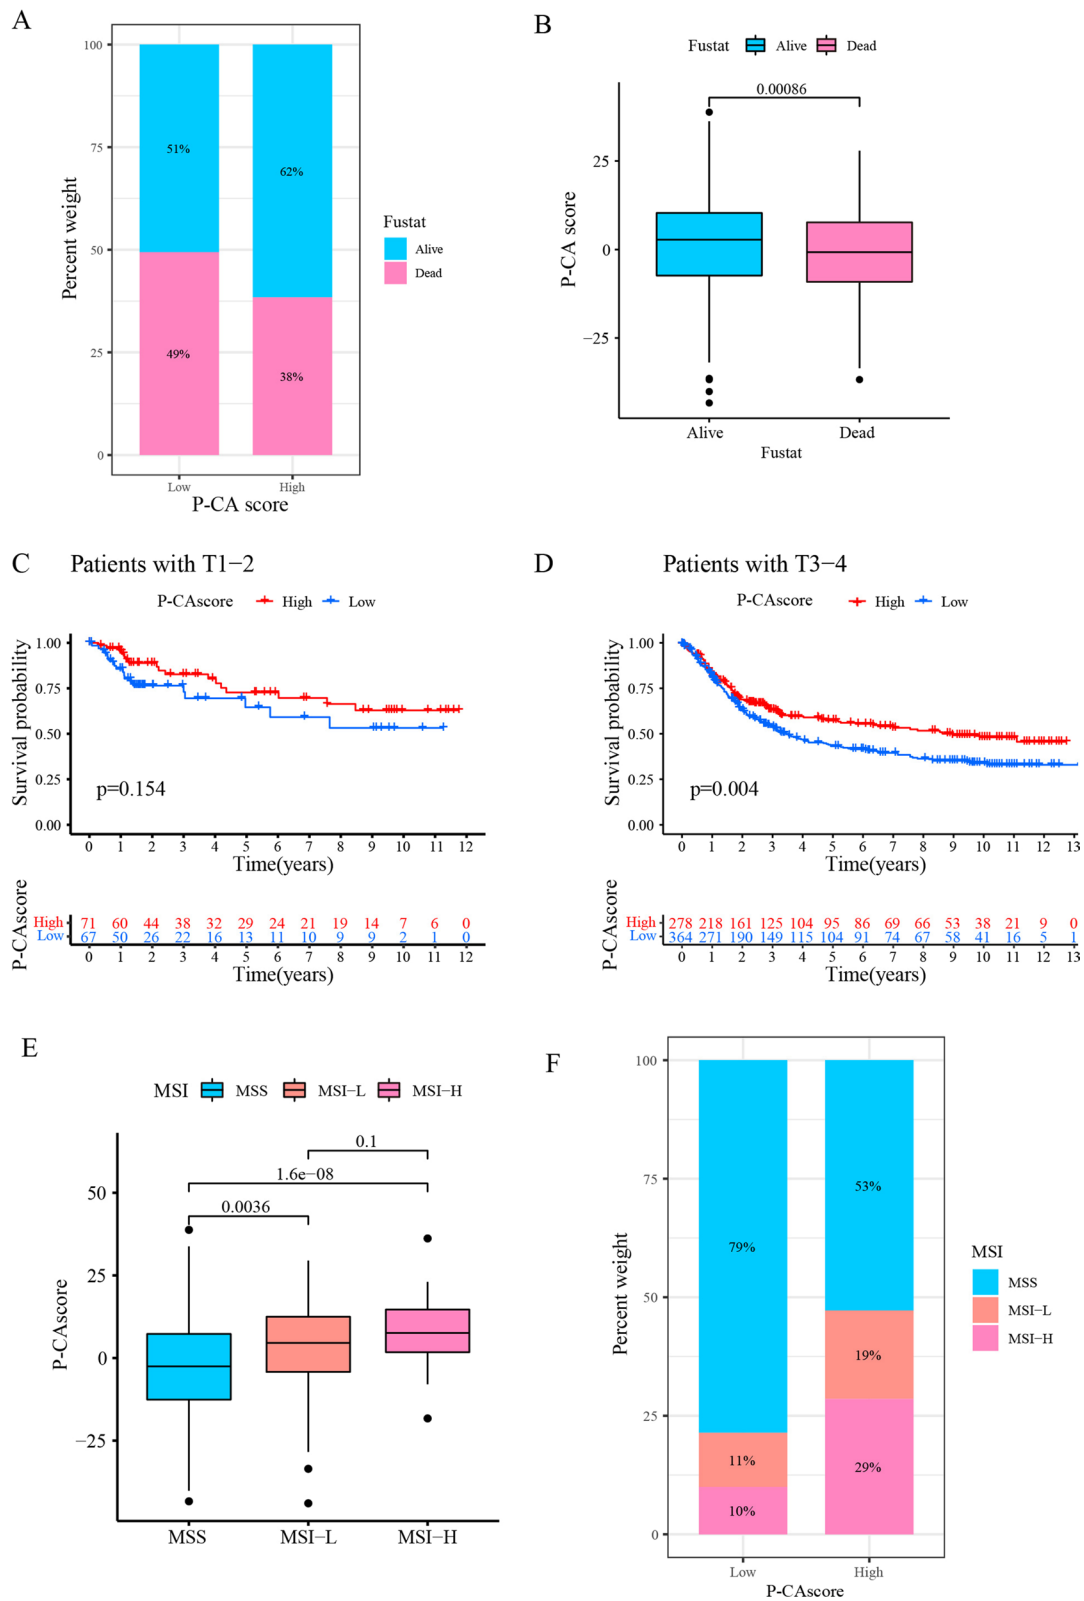 A
100
75
50
25
0
Percent weight
51%
62%
49%
38%
Low
High
P-CA score
Fustat
Alive
Dead
B
Fustat Alive Dead
0.00086
25
0
−25
P-CA score
Alive Dead
Fustat
C Patients with T1−2
P-CAscore High Low
1.00
0.75
0.50
0.25
0.00
Survival probability
p=0.154
0 1 2 3 4 5 6 7 8 9 10 11 12
Time(years)
P-CAscore
High 71 60 44 38 32 29 24 21 19 14 7 6 0
Low 67 50 26 22 16 13 11 10 9 9 2 1 0
0 1 2 3 4 5 6 7 8 9 10 11 12
Time(years)
D Patients with T3−4
P-CAscore High Low
1.00
0.75
0.50
0.25
0.00
Survival probability
p=0.004
0 1 2 3 4 5 6 7 8 9 10 11 12 13
Time(years)
P-CAscore
High 278 218 161 125 104 95 86 69 66 53 38 21 9 0
Low 364 271 190 149 115 104 91 74 67 58 41 16 5 1
0 1 2 3 4 5 6 7 8 9 10 11 12 13
Time(years)
E
MSI MSS MSI−L MSI−H
0.1
1.6e−08
0.0036
50
25
0
−25
P-CAscore
MSS MSI−L MSI−H
F
100
75
50
25
0
Percent weight
79%
53%
11%
19%
10%
29%
Low High
P-CAscore
MSI
MSS
MSI−L
MSI−H